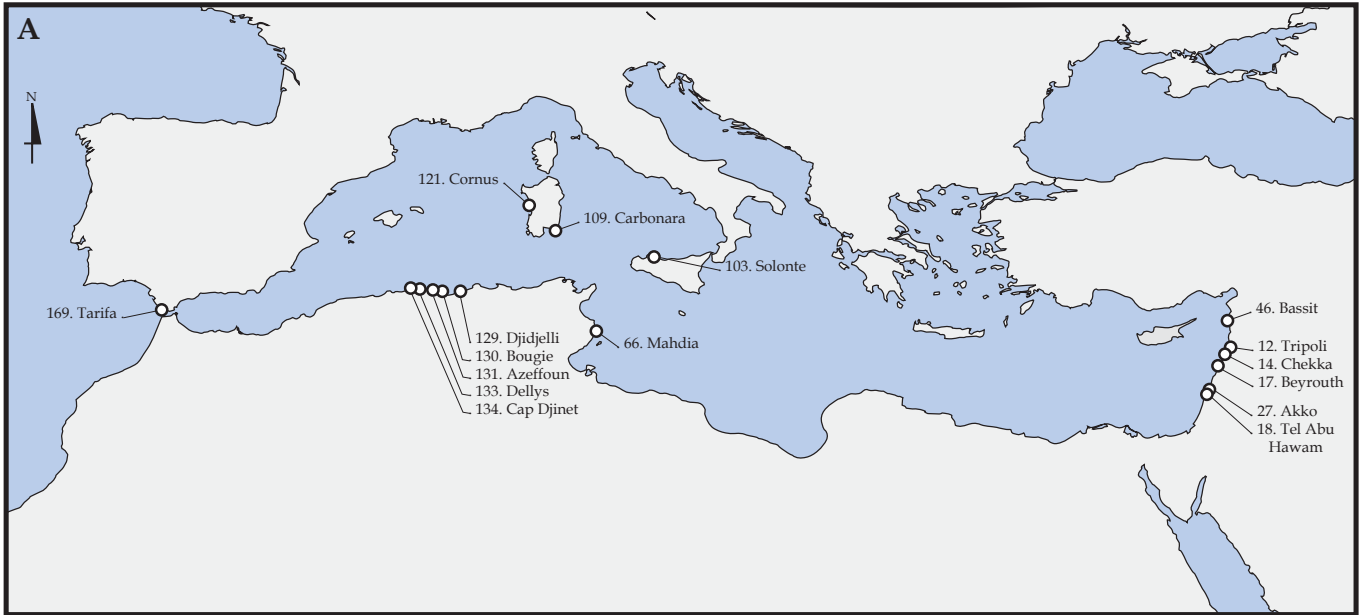 A
N
121. Cornus
109. Carbonara
103. Solonte
169. Tarifa
129. Djidjelli
130. Bougie
131. Azeffoun
133. Dellys
134. Cap Djinet
66. Mahdia
46. Bassit
12. Tripoli
14. Chekka
17. Beyrouth
27. Akko
18. Tel Abu
Hawam